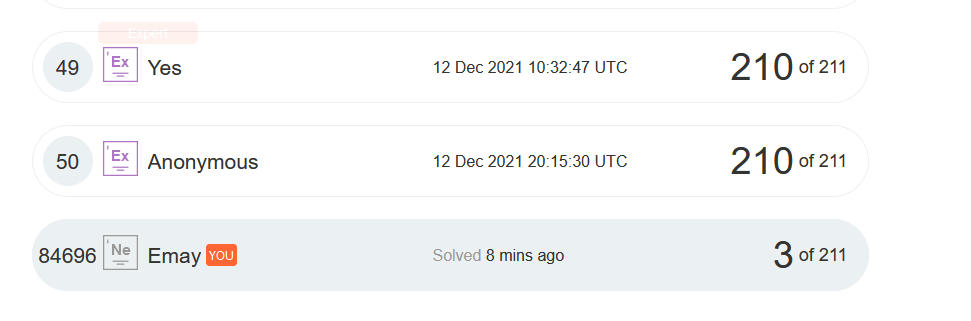 Expert
49 Ex Yes 12 Dec 2021 10:32:47 UTC 210 of 211
50 Ex Anonymous 12 Dec 2021 20:15:30 UTC 210 of 211
84696 Ne Emay YOU Solved 8 mins ago 3 of 211